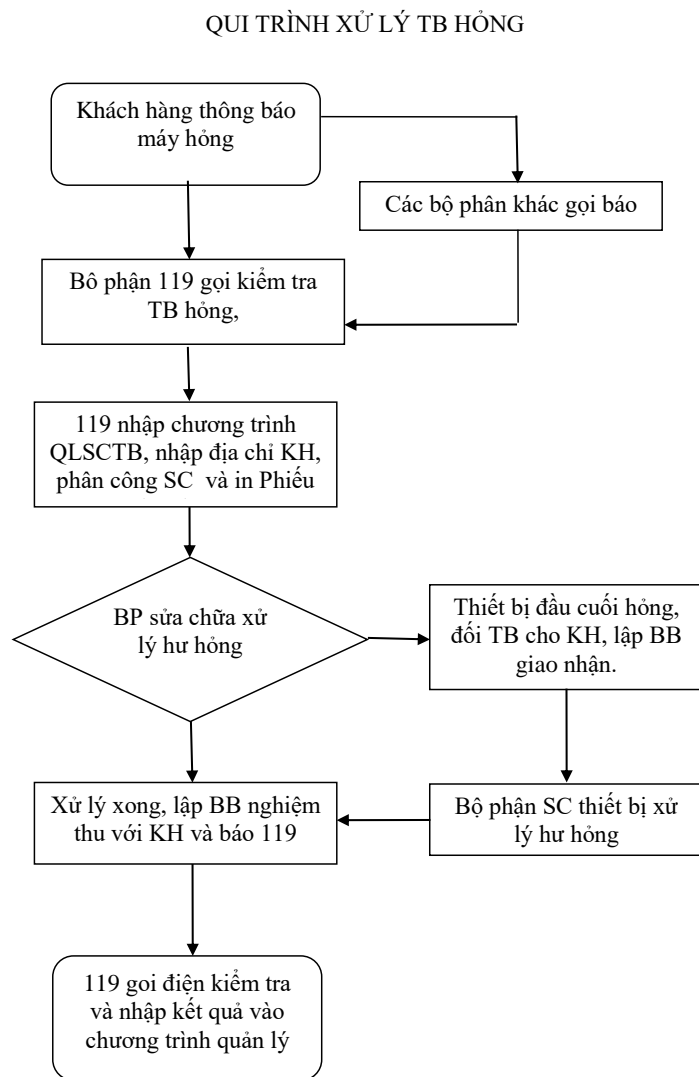 QUI TRÌNH XỬ LÝ TB HỎNG
Khách hàng thông báo
máy hỏng
Các bộ phân khác gọi báo
Bô phận 119 gọi kiểm tra
TB hỏng,
119 nhập chương trình
QLSCTB, nhập địa chỉ KH,
phân công SC và in Phiếu
BP sửa chữa xử
lý hư hỏng
Thiết bị đầu cuối hỏng,
đối TB cho KH, lập BB
giao nhận.
Xử lý xong, lập BB nghiệm
thu với KH và báo 119
Bộ phận SC thiết bị xử
lý hư hỏng
119 goi điện kiểm tra
và nhập kết quả vào
chương trình quản lý